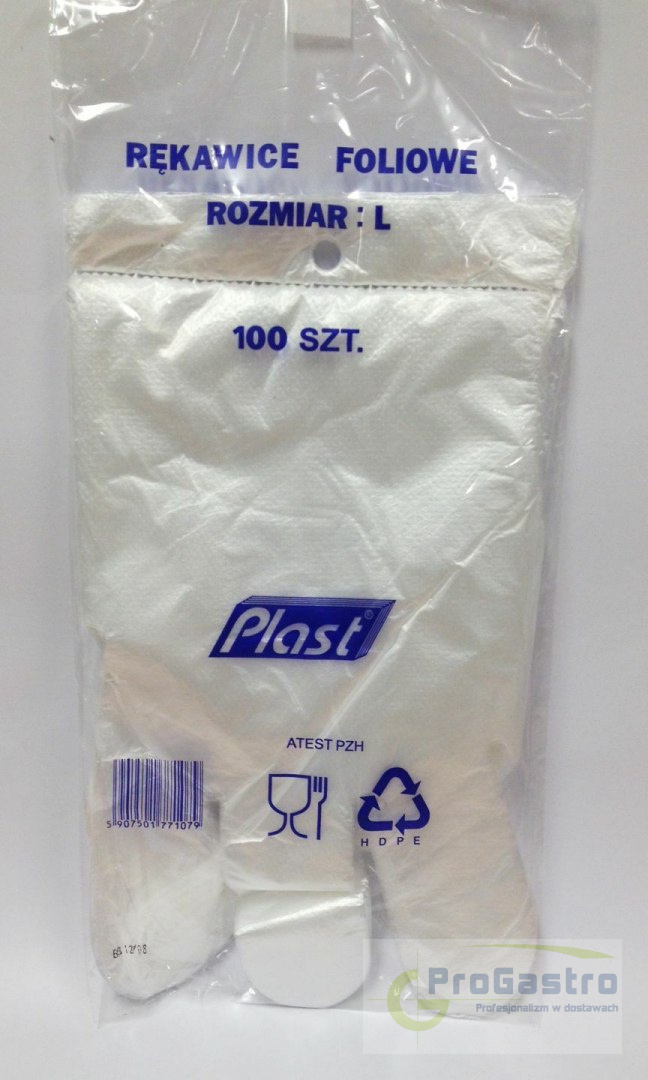 RĘKAWICE FOLIOWE
ROZMIAR : L
100 SZT.
Plast®
ATEST PZH
5 907501 771079
HDPE
ProGastro
Profesjonalizm w dostawach